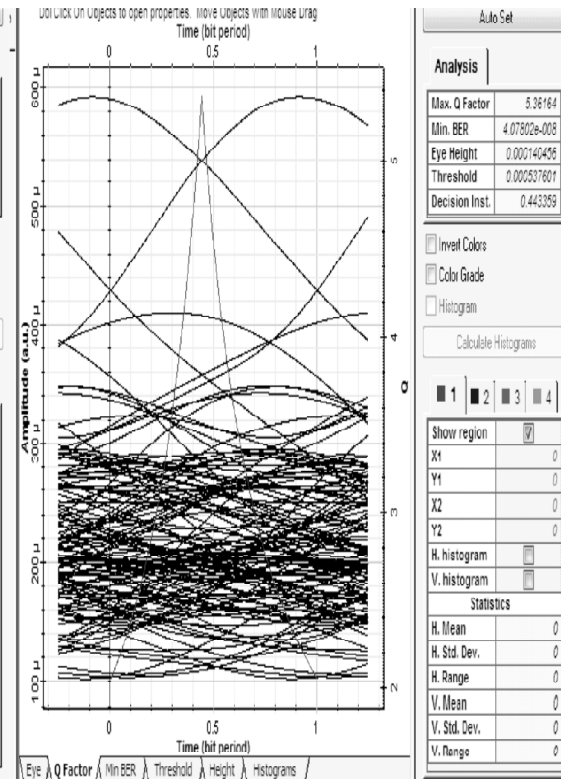 Dbl Click On Objects to open properties. Move Objects with Mouse Drag
Time (bit period)
0 0.5 1
600 µ
500 µ
400 µ
300 µ
200 µ
100 µ
Amplitude (a.u.)
5
4
3
2
Q
0 0.5 1
Time (bit period)
Eye Q Factor Min BER Threshold Height Histograms
Auto Set
Analysis
Max. Q Factor 5.36164
Min. BER 4.07802e-008
Eye Height 0.000140456
Threshold 0.000537601
Decision Inst. 0.443359
Invert Colors
Color Grade
Histogram
Calculate Histograms
1 2 3 4
Show region
X1 0
Y1 0
X2 0
Y2 0
H. histogram
V. histogram
Statistics
H. Mean 0
H. Std. Dev. 0
H. Range 0
V. Mean 0
V. Std. Dev. 0
V. Range 0